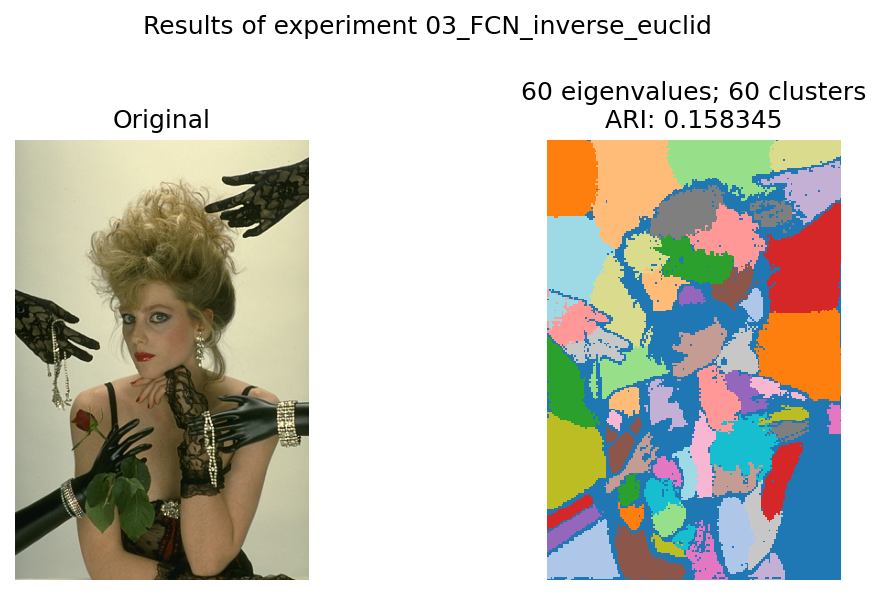 Results of experiment 03_FCN_inverse_euclid
Original
60 eigenvalues; 60 clusters
ARI: 0.158345